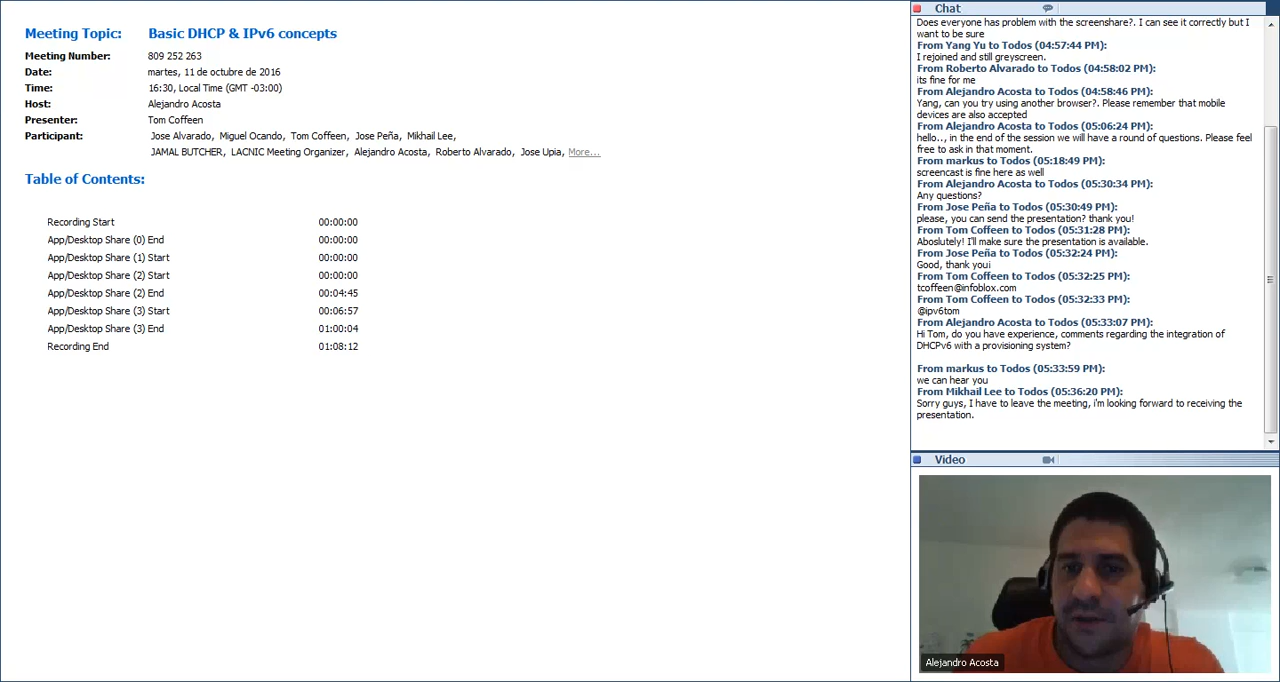 Meeting Topic: Basic DHCP & IPv6 concepts
Meeting Number: 809 252 263
Date: martes, 11 de octubre de 2016
Time: 16:30, Local Time (GMT -03:00)
Host: Alejandro Acosta
Presenter: Tom Coffeen
Participant: Jose Alvarado, Miguel Ocando, Tom Coffeen, Jose Peña, Mikhail Lee,
JAMAL BUTCHER, LACNIC Meeting Organizer, Alejandro Acosta, Roberto Alvarado, Jose Upia, More...
Table of Contents:
Recording Start 00:00:00
App/Desktop Share (0) End 00:00:00
App/Desktop Share (1) Start 00:00:00
App/Desktop Share (2) Start 00:00:00
App/Desktop Share (2) End 00:04:45
App/Desktop Share (3) Start 00:06:57
App/Desktop Share (3) End 01:00:04
Recording End 01:08:12
Chat
Does everyone has problem with the screenshare?. I can see it correctly but I
want to be sure
From Yang Yu to Todos (04:57:44 PM):
I rejoined and still greyscreen.
From Roberto Alvarado to Todos (04:58:02 PM):
its fine for me
From Alejandro Acosta to Todos (04:58:46 PM):
Yang, can you try using another browser?. Please remember that mobile
devices are also accepted
From Alejandro Acosta to Todos (05:06:24 PM):
hello.., in the end of the session we will have a round of questions. Please feel
free to ask in that moment.
From markus to Todos (05:18:49 PM):
screencast is fine here as well
From Alejandro Acosta to Todos (05:30:34 PM):
Any questions?
From Jose Peña to Todos (05:30:49 PM):
please, you can send the presentation? thank you!
From Tom Coffeen to Todos (05:31:28 PM):
Aboslutely! I'll make sure the presentation is available.
From Jose Peña to Todos (05:32:24 PM):
Good, thank you¡
From Tom Coffeen to Todos (05:32:25 PM):
tcoffeen@infoblox.com
From Tom Coffeen to Todos (05:32:33 PM):
@ipv6tom
From Alejandro Acosta to Todos (05:33:07 PM):
Hi Tom, do you have experience, comments regarding the integration of
DHCPv6 with a provisioning system?
From markus to Todos (05:33:59 PM):
we can hear you
From Mikhail Lee to Todos (05:36:20 PM):
Sorry guys, I have to leave the meeting, i'm looking forward to receiving the
presentation.
Video
Alejandro Acosta